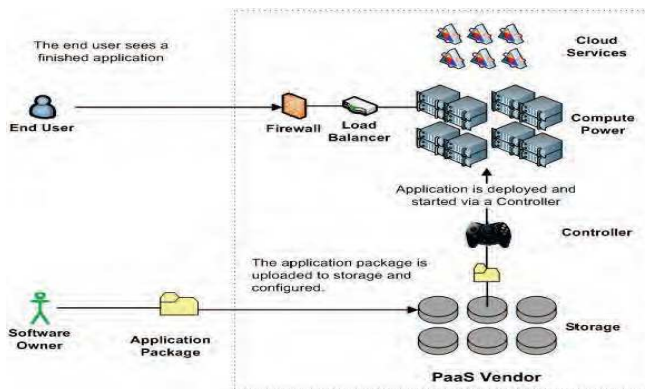 The end user sees a
finished application
Cloud
Services
End User
Firewall
Load
Balancer
Compute
Power
Application is deployed and
started via a Controller
Controller
The application package is
uploaded to storage and
configured.
Software
Owner
Application
Package
Storage
PaaS Vendor